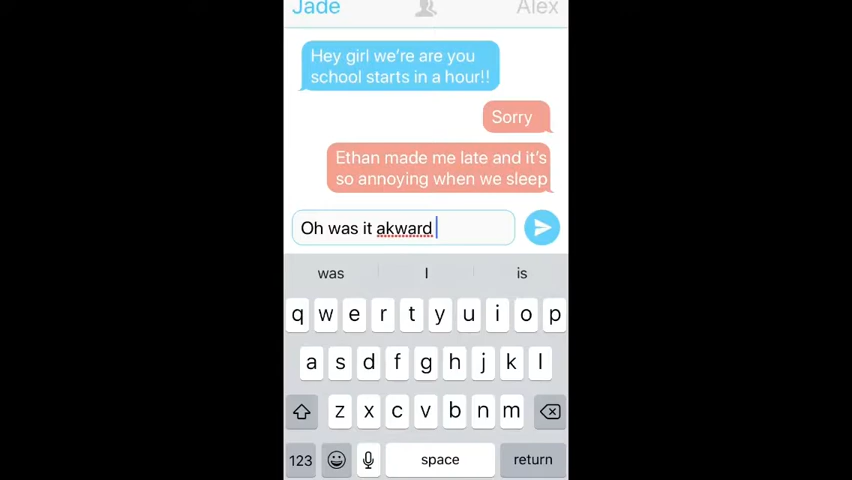 Jade Alex
Hey girl we're are you
school starts in a hour!!
Sorry
Ethan made me late and it's
so annoying when we sleep
Oh was it akward
was I is
q w e r t y u i o p
a s d f g h j k l
z x c v b n m
123 space return